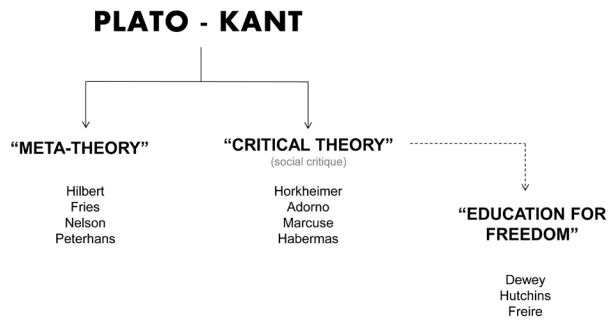 PLATO - KANT
“META-THEORY”
Hilbert
Fries
Nelson
Peterhans
“CRITICAL THEORY”
(social critique)
Horkheimer
Adorno
Marcuse
Habermas
“EDUCATION FOR
FREEDOM”
Dewey
Hutchins
Freire